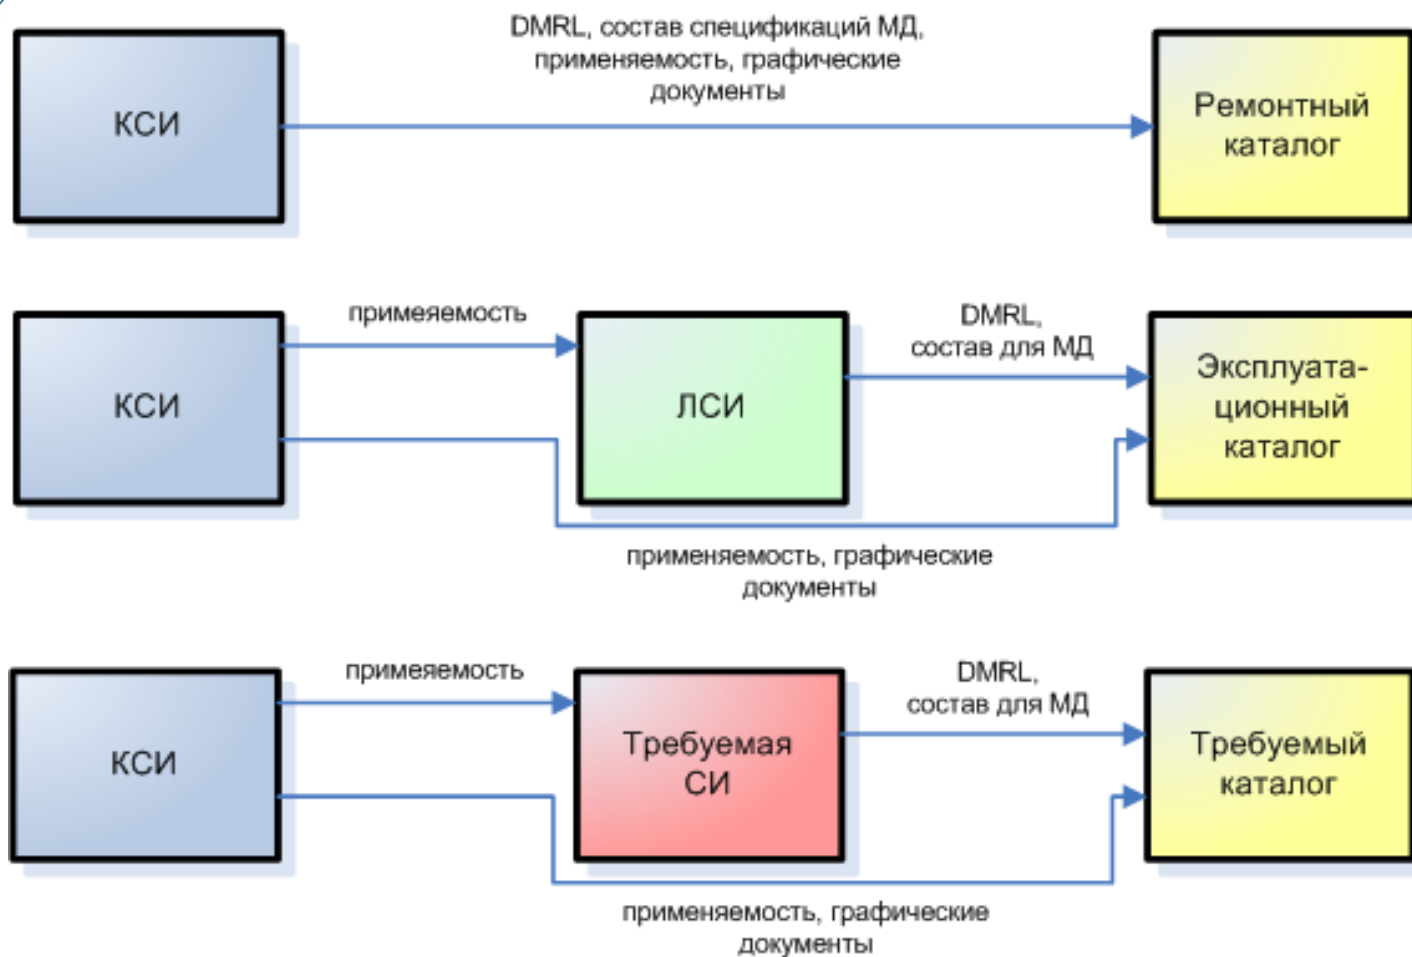 DMRL, состав спецификаций МД,
применяемость, графические
документы
КСИ
Ремонтный
каталог
примеяемость
DMRL,
состав для МД
КСИ
ЛСИ
Эксплуата-
ционный
каталог
применяемость, графические
документы
примеяемость
DMRL,
состав для МД
КСИ
Требуемая
СИ
Требуемый
каталог
применяемость, графические
документы